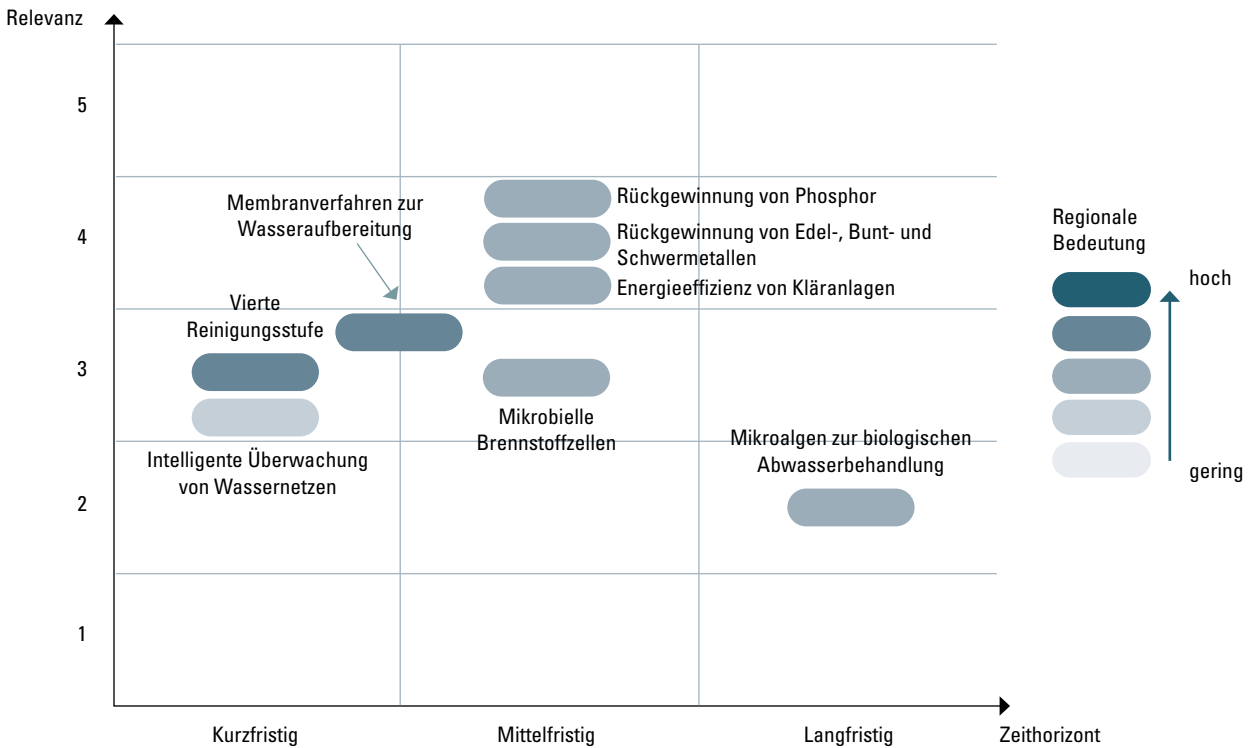 Relevanz
5
4
3
2
1
Membranverfahren zur
Wasseraufbereitung
Rückgewinnung von Phosphor
Rückgewinnung von Edel-, Bunt- und
Schwermetallen
Energieeffizienz von Kläranlagen
Vierte
Reinigungsstufe
Intelligente Überwachung
von Wassernetzen
Mikrobielle
Brennstoffzellen
Mikroalgen zur biologischen
Abwasserbehandlung
Regionale
Bedeutung
hoch
gering
Kurzfristig
Mittelfristig
Langfristig
Zeithorizont